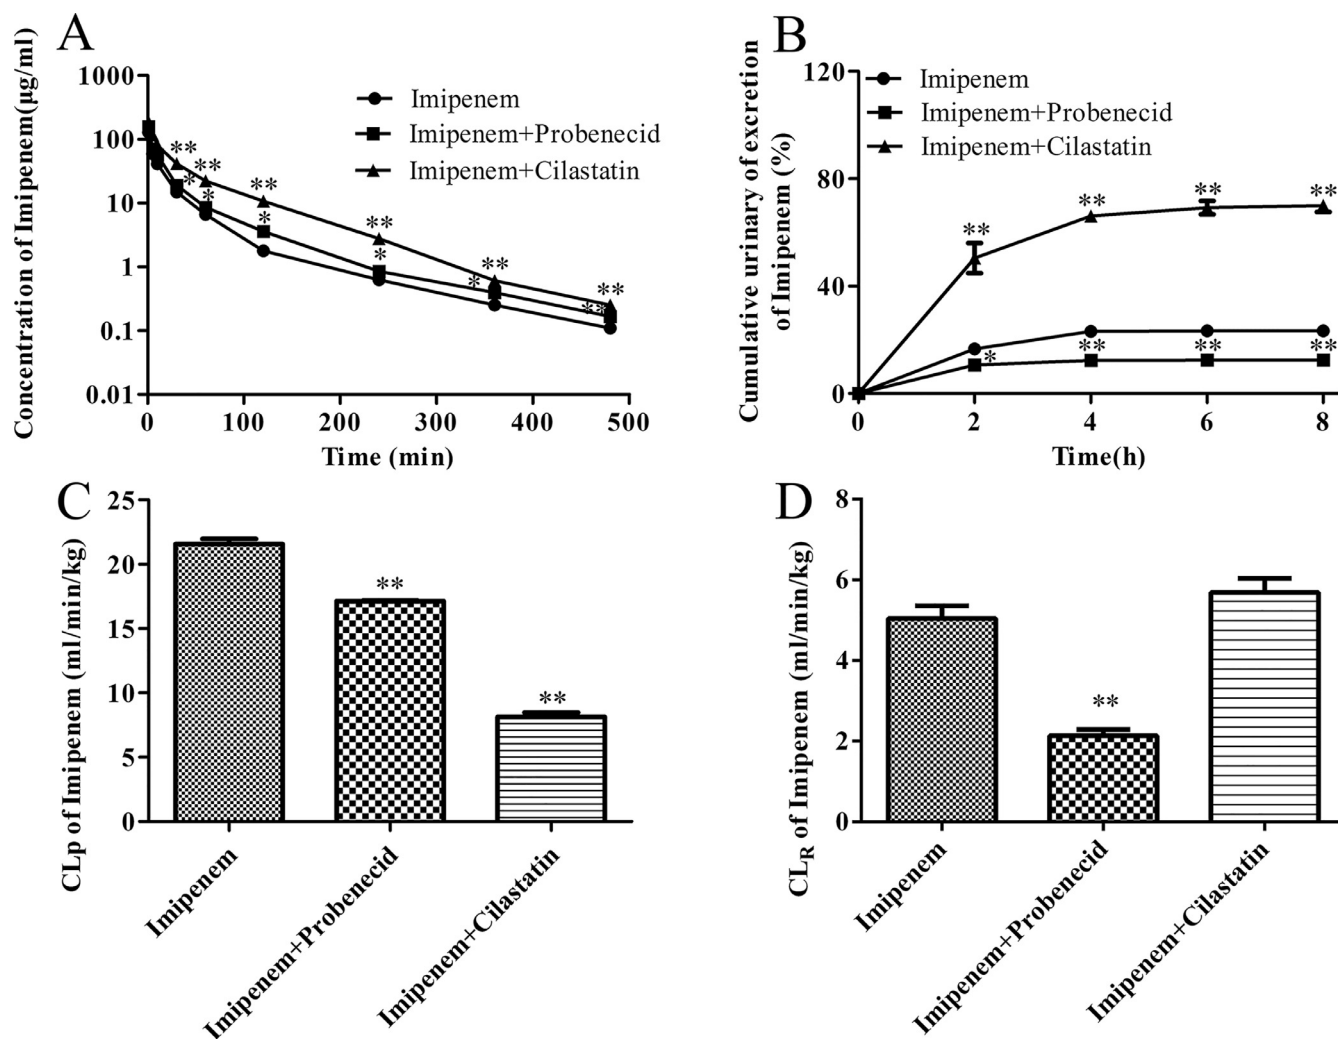 A
Concentration of Imipenem(μg/ml)
1000
100
10
1
0.1
0.01
Imipenem
Imipenem+Probenecid
Imipenem+Cilastatin
**
**
**
**
**
**
*
*
*
*
*
**
0
100
200
300
400
500
Time (min)
B
Cumulative urinary of excretion
of Imipenem (%)
120
80
40
0
Imipenem
Imipenem+Probenecid
Imipenem+Cilastatin
**
**
**
**
*
**
**
**
0
2
4
6
8
Time(h)
C
CLp of Imipenem (ml/min/kg)
25
20
15
10
5
0
**
**
Imipenem
Imipenem+Probenecid
Imipenem+Cilastatin
D
CLR of Imipenem (ml/min/kg)
8
6
4
2
0
**
Imipenem
Imipenem+Probenecid
Imipenem+Cilastatin